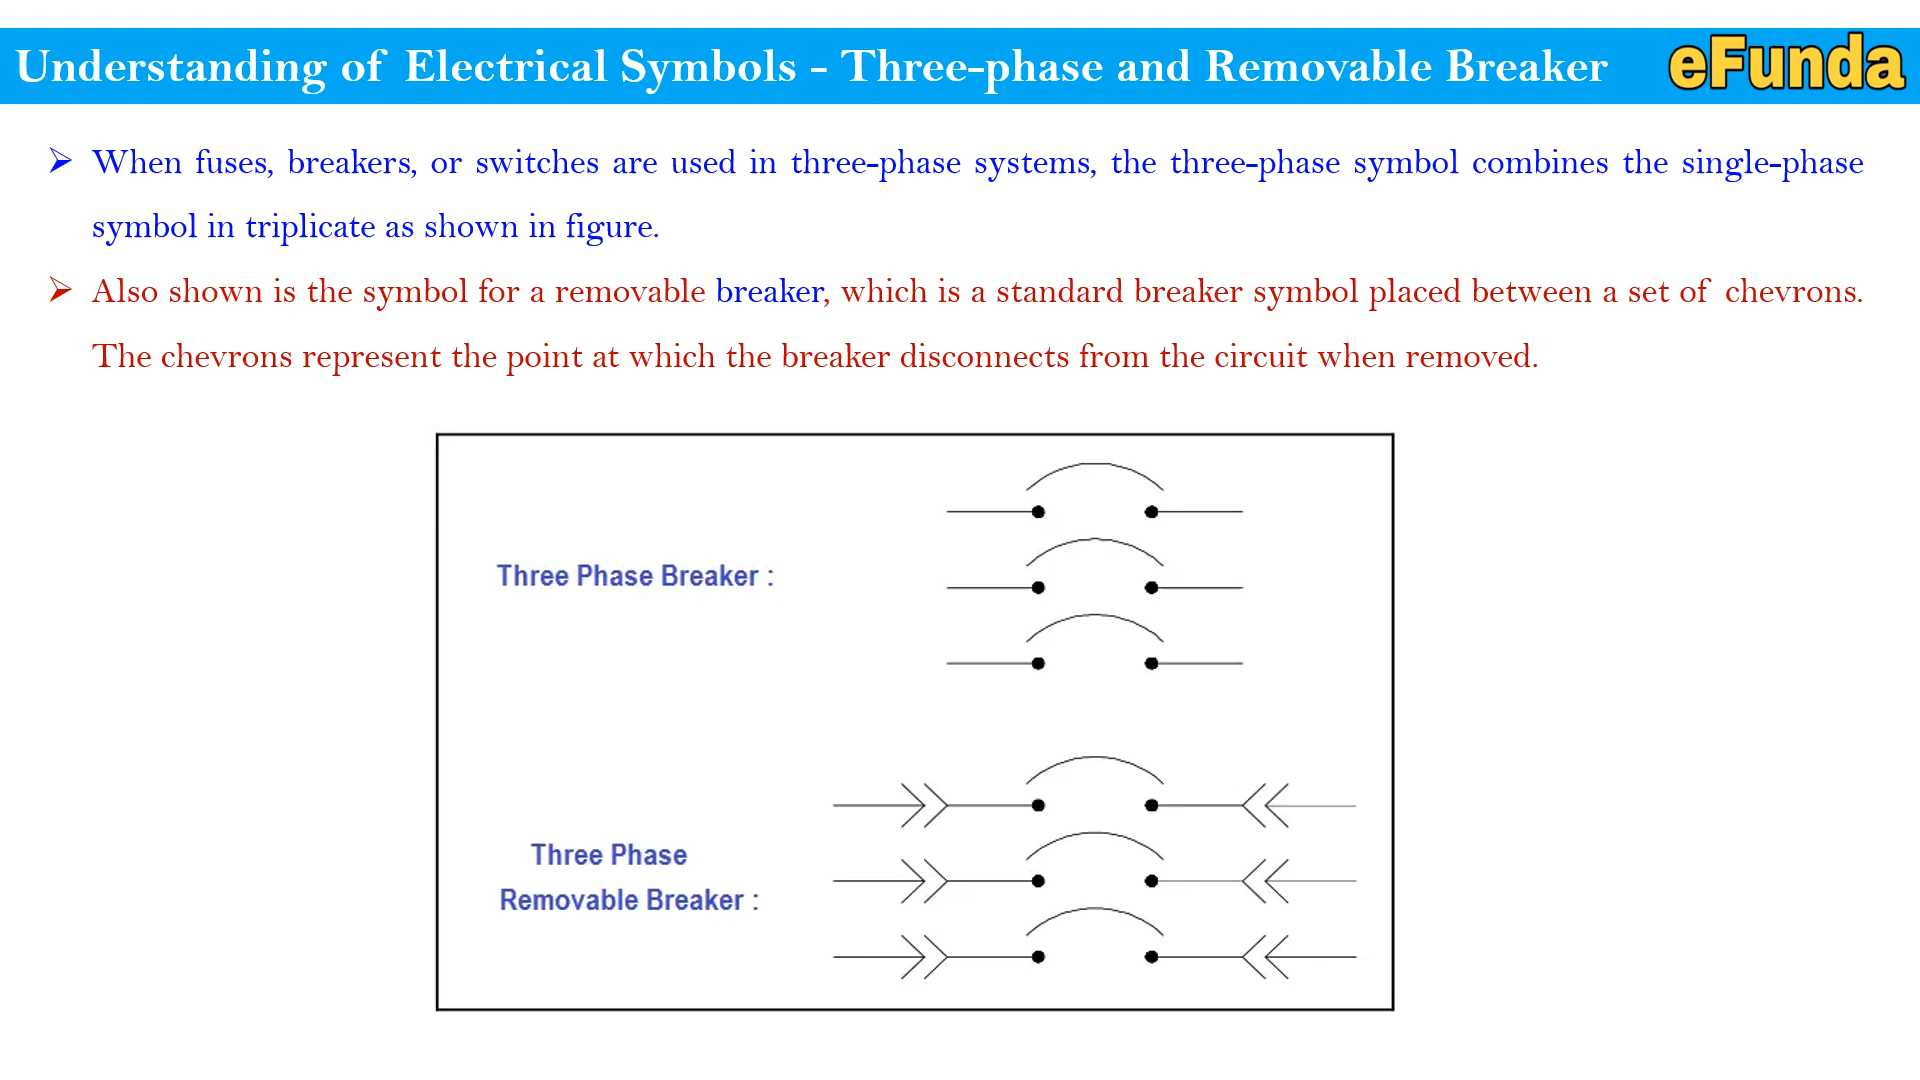 Understanding of Electrical Symbols - Three-phase and Removable Breaker
eFunda
When fuses, breakers, or switches are used in three-phase systems, the three-phase symbol combines the single-phase
symbol in triplicate as shown in figure.
Also shown is the symbol for a removable breaker, which is a standard breaker symbol placed between a set of chevrons.
The chevrons represent the point at which the breaker disconnects from the circuit when removed.
Three Phase Breaker :
Three Phase
Removable Breaker :